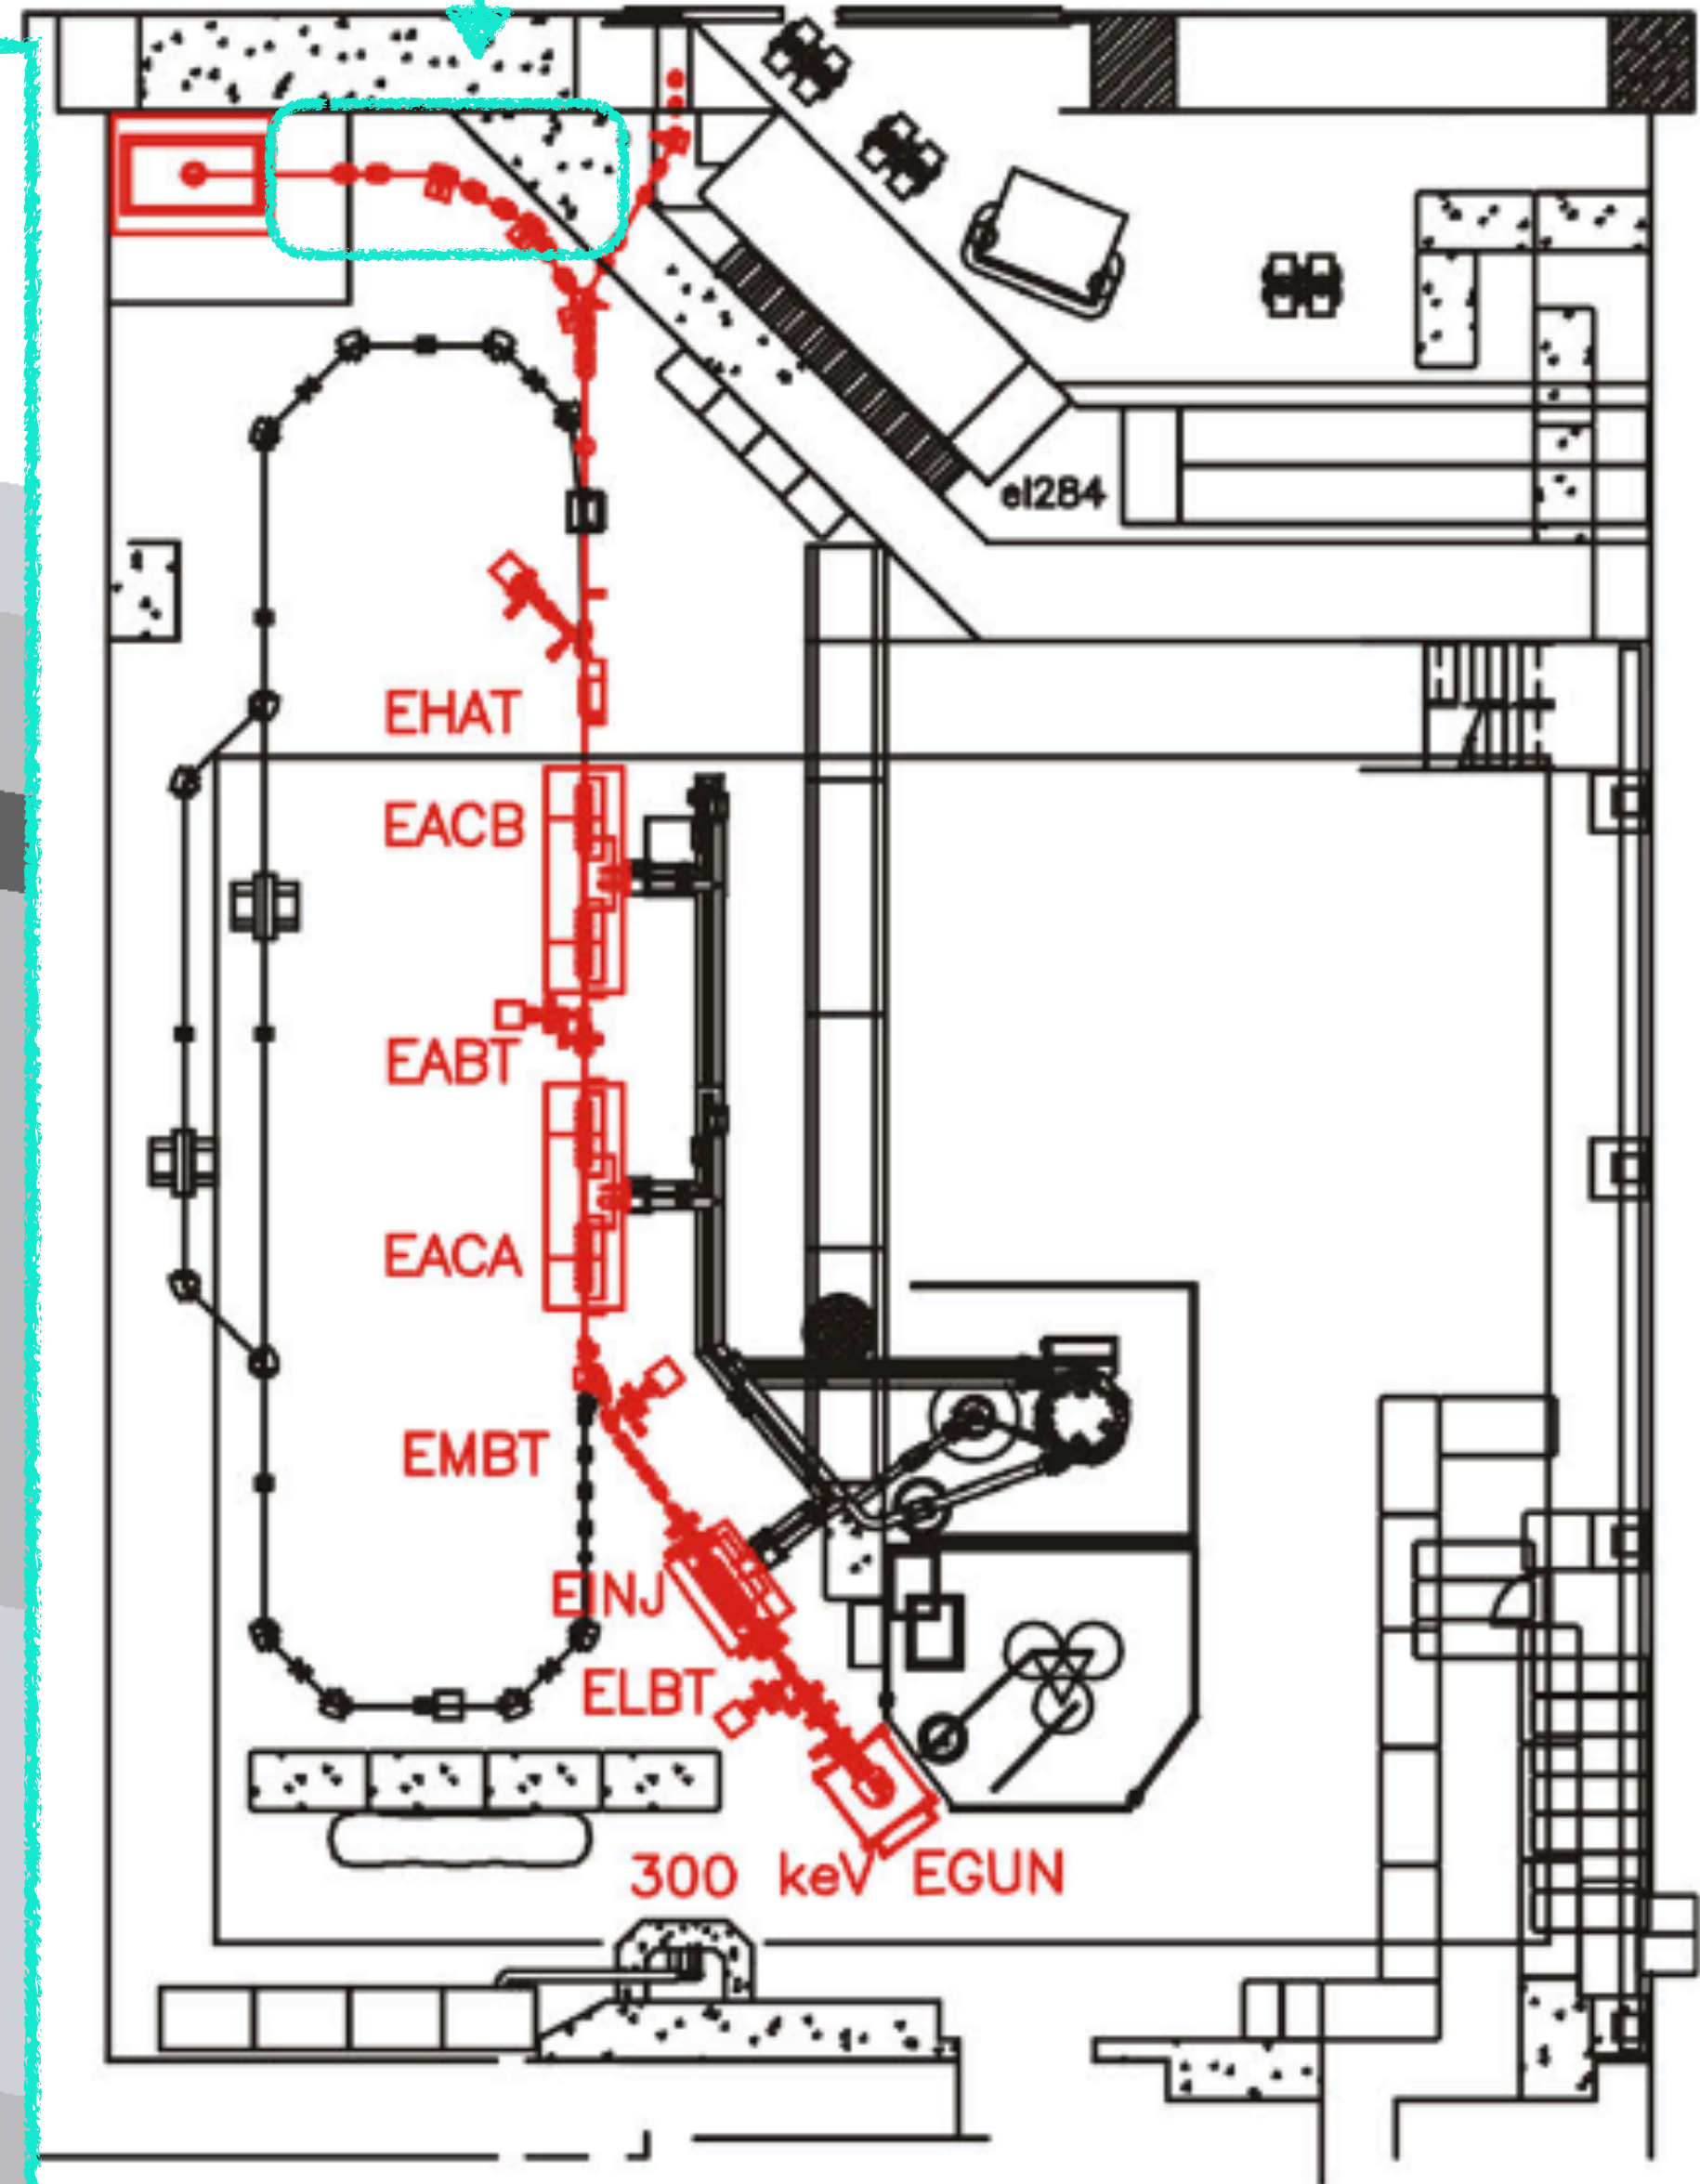 el284
EHAT
EACB
EABT
EACA
EMBT
EINJ
ELBT
300 keV EGUN